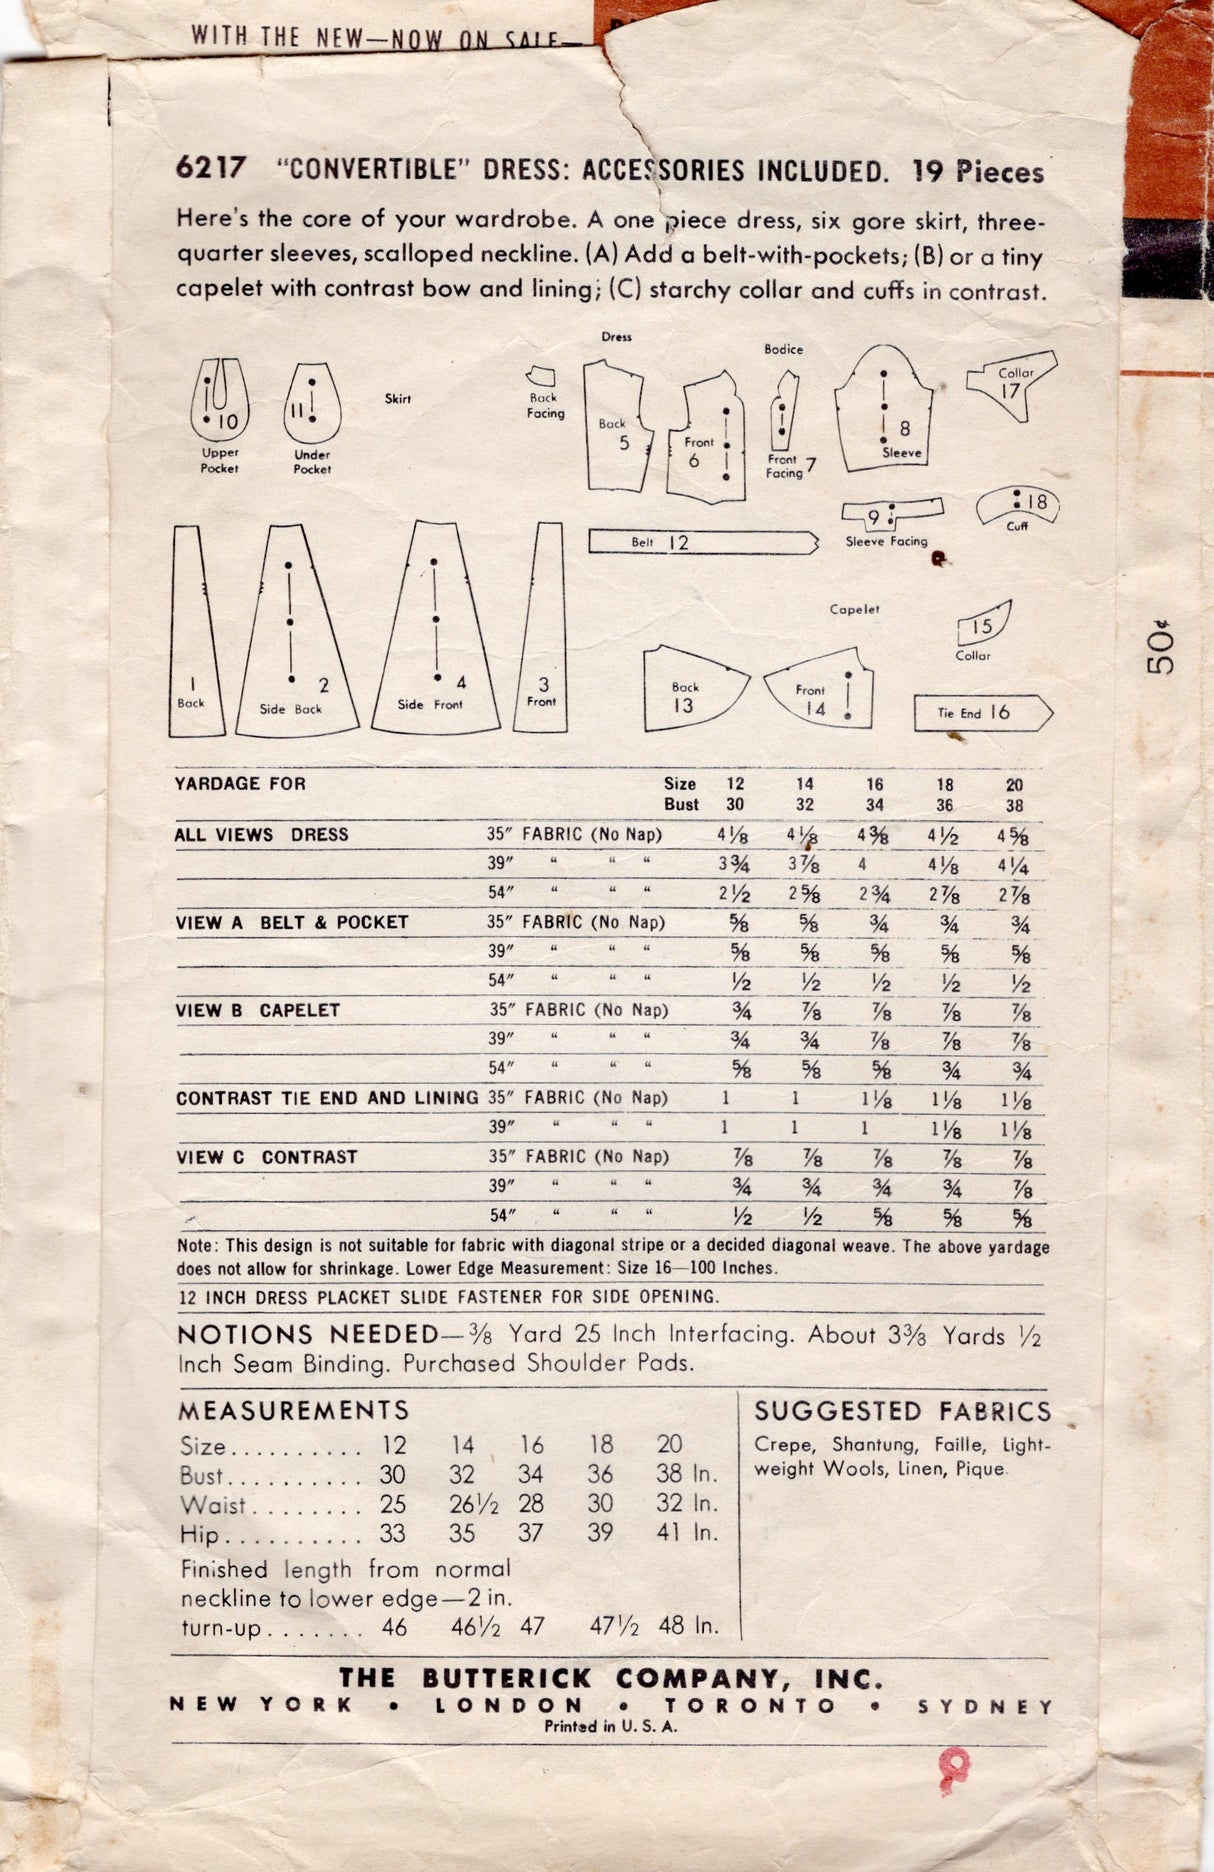 WITH THE NEW—NOW ON SALE—
6217 "CONVERTIBLE" DRESS: ACCESSORIES INCLUDED. 19 Pieces
Here's the core of your wardrobe. A one piece dress, six gore skirt, three-
quarter sleeves, scalloped neckline. (A) Add a belt-with-pockets; (B) or a tiny
capelet with contrast bow and lining; (C) starchy collar and cuffs in contrast.
Dress
Bodice
10
Upper
Pocket
11
Under
Pocket
Skirt
Back
Facing
Back
5
Front
6
Front
Facing 7
8
Sleeve
Collar
17
9
Sleeve Facing
18
Cuff
Belt 12
1
Back
2
Side Back
4
Side Front
3
Front
Capelet
Back
13
Front
14
15
Collar
Tie End 16
50¢
YARDAGE FOR Size 12 14 16 18 20
Bust 30 32 34 36 38
ALL VIEWS DRESS 35" FABRIC (No Nap) 4⅛ 4⅛ 4⅜ 4½ 4⅝
39" " " " 3¾ 3⅞ 4 4⅛ 4¼
54" " " " 2½ 2⅝ 2¾ 2⅞ 2⅞
VIEW A BELT & POCKET 35" FABRIC (No Nap) ⅝ ⅝ ¾ ¾ ¾
39" " " " ⅝ ⅝ ⅝ ⅝ ⅝
54" " " " ½ ½ ½ ½ ½
VIEW B CAPELET 35" FABRIC (No Nap) ¾ ⅞ ⅞ ⅞ ⅞
39" " " " ¾ ¾ ⅞ ⅞ ⅞
54" " " " ⅝ ⅝ ⅝ ¾ ¾
CONTRAST TIE END AND LINING 35" FABRIC (No Nap) 1 1 1⅛ 1⅛ 1⅛
39" " " " 1 1 1 1⅛ 1⅛
VIEW C CONTRAST 35" FABRIC (No Nap) ⅞ ⅞ ⅞ ⅞ ⅞
39" " " " ¾ ¾ ¾ ¾ ⅞
54" " " " ½ ½ ⅝ ⅝ ⅝
Note: This design is not suitable for fabric with diagonal stripe or a decided diagonal weave. The above yardage
does not allow for shrinkage. Lower Edge Measurement: Size 16—100 Inches.
12 INCH DRESS PLACKET SLIDE FASTENER FOR SIDE OPENING.
NOTIONS NEEDED—⅜ Yard 25 Inch Interfacing. About 3⅜ Yards ½
Inch Seam Binding. Purchased Shoulder Pads.
MEASUREMENTS
Size.......... 12 14 16 18 20
Bust.......... 30 32 34 36 38 In.
Waist........ 25 26½ 28 30 32 In.
Hip.......... 33 35 37 39 41 In.
Finished length from normal
neckline to lower edge—2 in.
turn-up....... 46 46½ 47 47½ 48 In.
SUGGESTED FABRICS
Crepe, Shantung, Faille, Light-
weight Wools, Linen, Pique.
THE BUTTERICK COMPANY, INC.
NEW YORK • LONDON • TORONTO • SYDNEY
Printed in U. S. A.